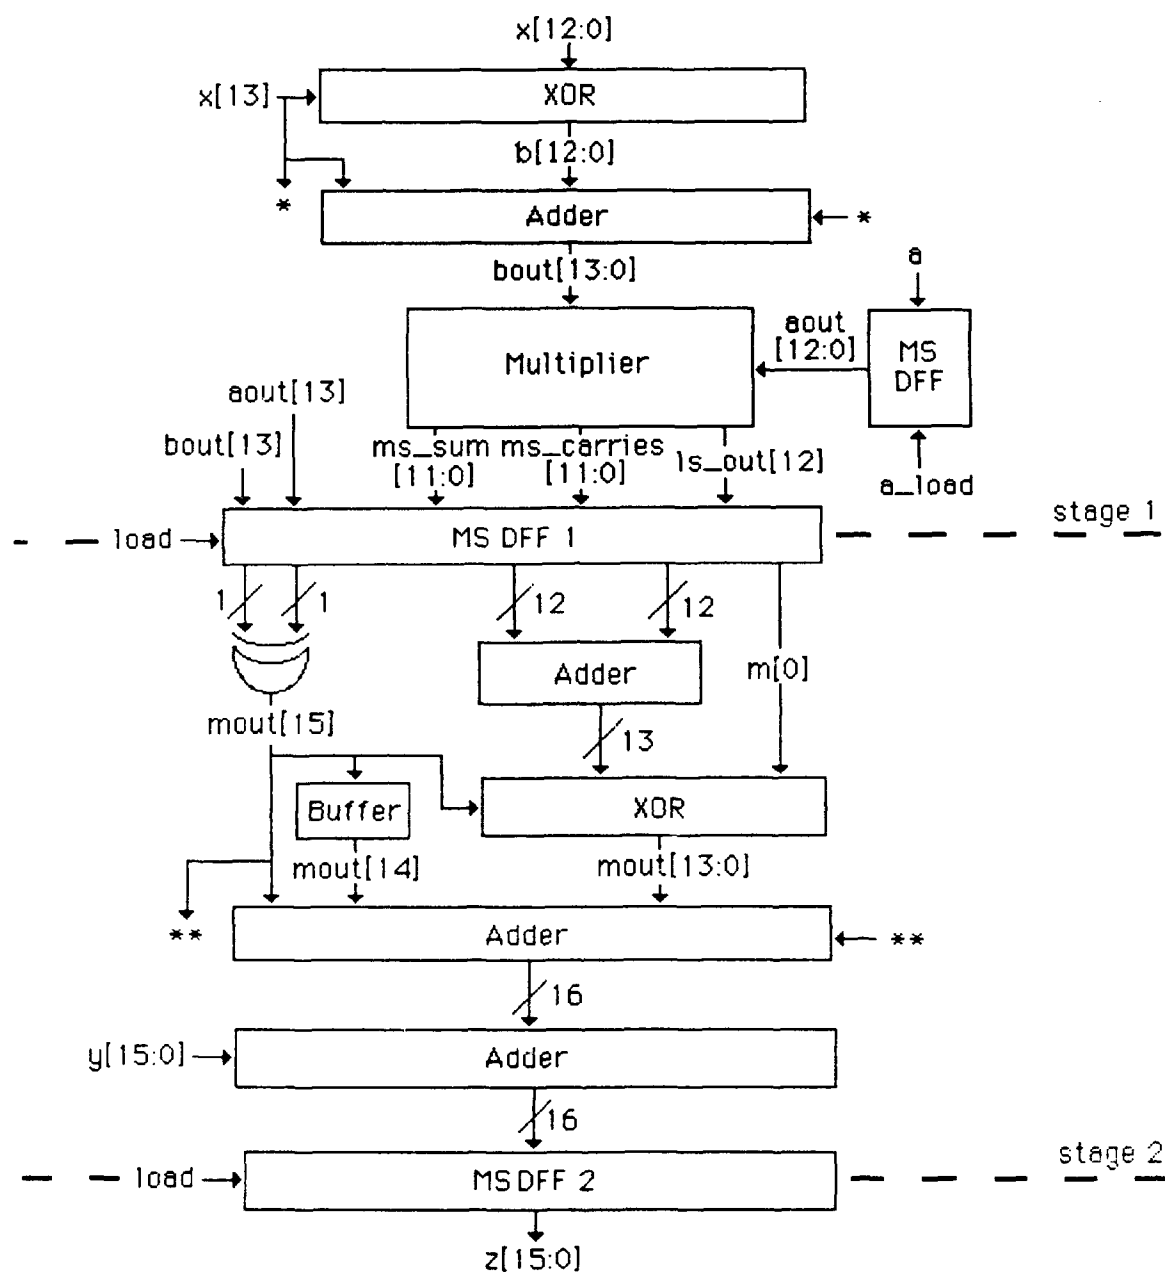 x[12:0]
x[13]
XOR
b[12:0]
*
Adder
*
bout[13:0]
a
aout
[12:0]
Multiplier
MS
DFF
aout[13]
bout[13]
ms_sum
[11:0]
ms_carries
[11:0]
ls_out[12]
a_load
stage 1
load
MS DFF 1
1
1
12
12
Adder
m[0]
mout[15]
13
Buffer
XOR
mout[14]
mout[13:0]
**
Adder
**
16
y[15:0]
Adder
16
stage 2
load
MS DFF 2
z[15:0]